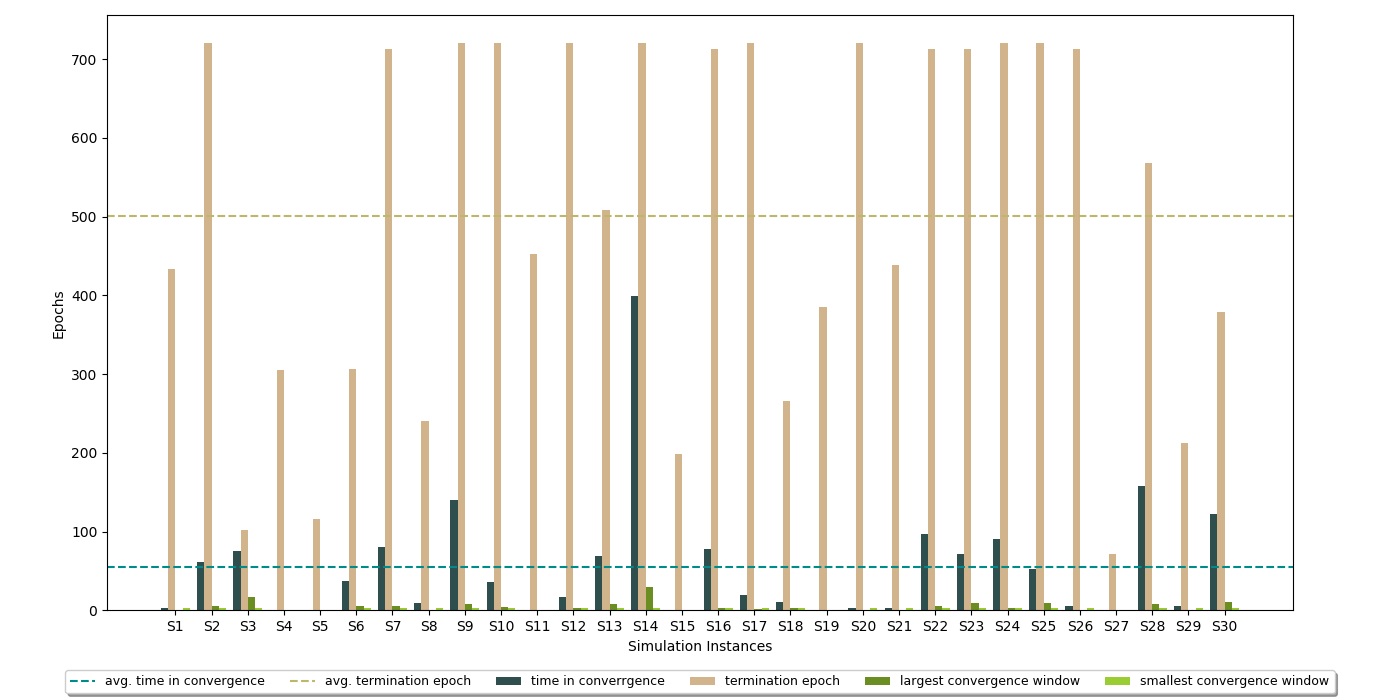 700
600
500
400
300
200
100
0
Epochs
S1 S2 S3 S4 S5 S6 S7 S8 S9 S10 S11 S12 S13 S14 S15 S16 S17 S18 S19 S20 S21 S22 S23 S24 S25 S26 S27 S28 S29 S30
Simulation Instances
avg. time in convergence avg. termination epoch time in converrgence termination epoch largest convergence window smallest convergence window